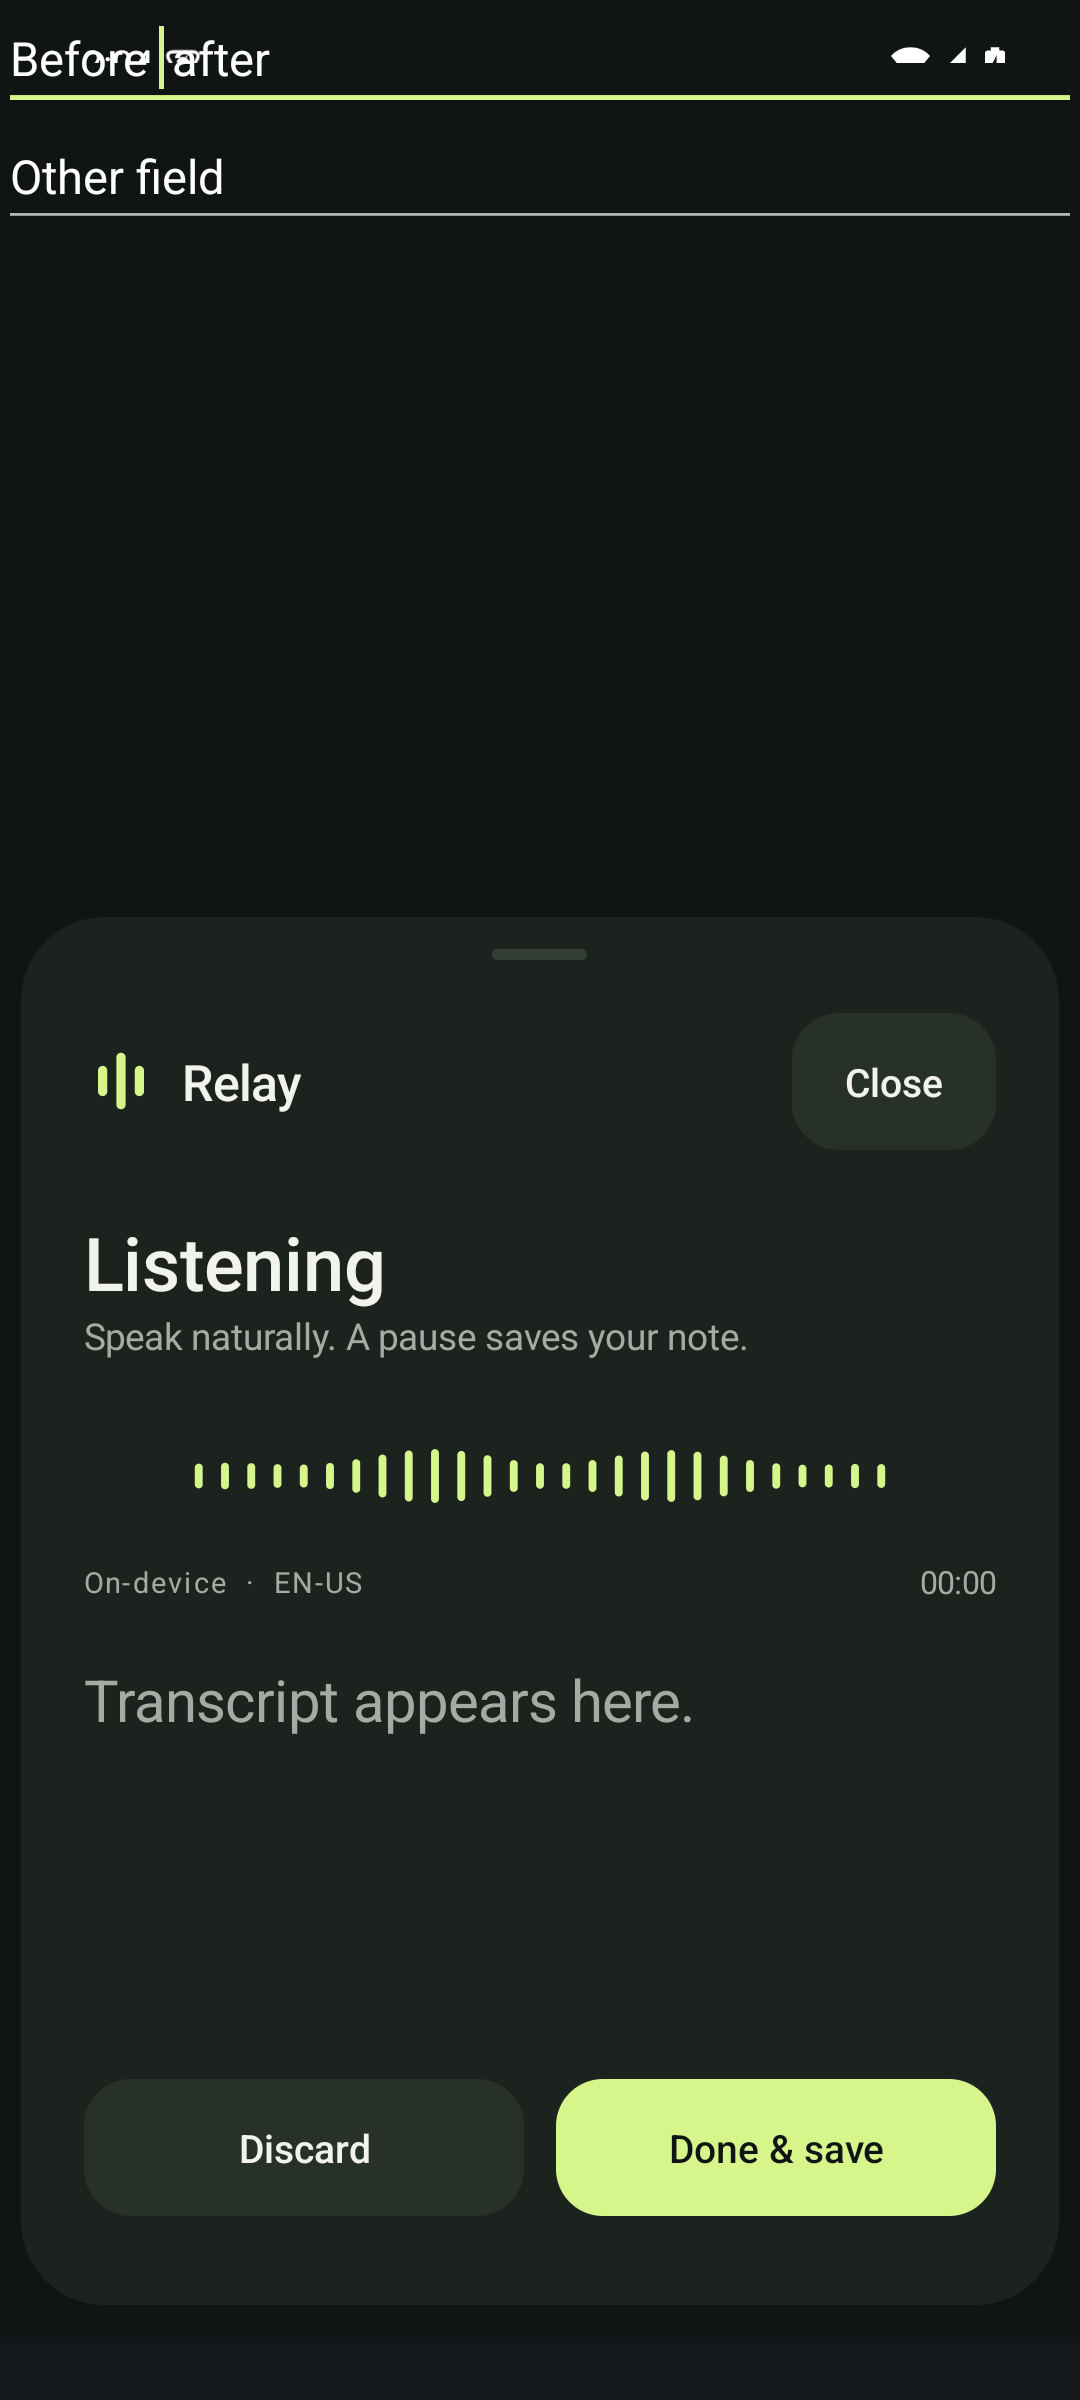 Before after
Other field
Relay
Close
Listening
Speak naturally. A pause saves your note.
On-device · EN-US
00:00
Transcript appears here.
Discard
Done & save